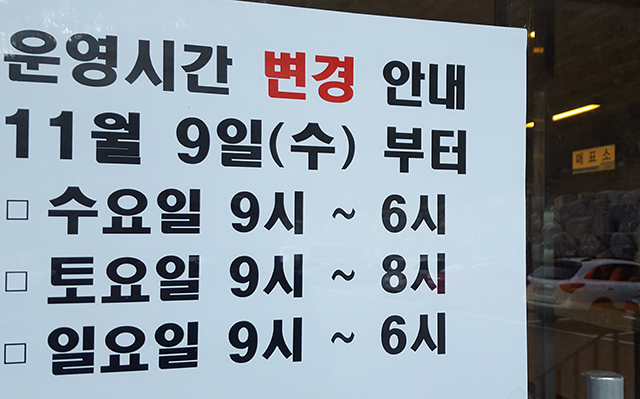 운영시간 변경 안내
11월 9일(수) 부터
□ 수요일 9시 ~ 6시
□ 토요일 9시 ~ 8시
□ 일요일 9시 ~ 6시
매표소